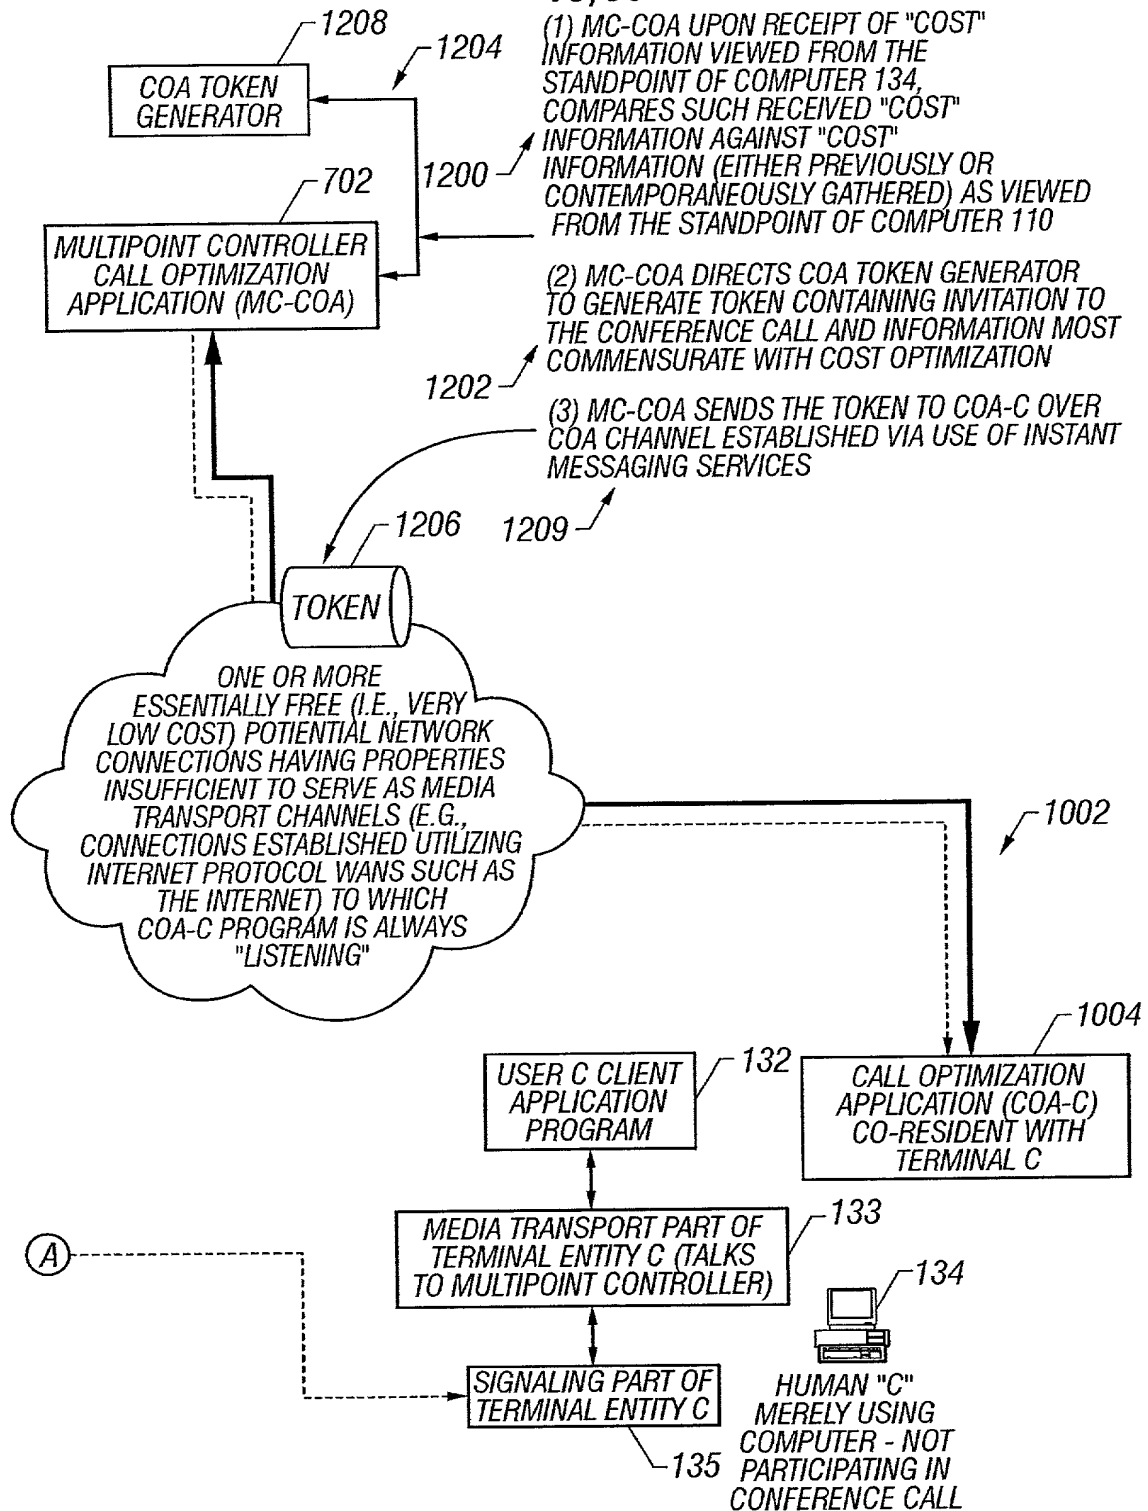 1208
COA TOKEN
GENERATOR
1204
702
MULTIPOINT CONTROLLER
CALL OPTIMIZATION
APPLICATION (MC-COA)
(1) MC-COA UPON RECEIPT OF "COST"
INFORMATION VIEWED FROM THE
STANDPOINT OF COMPUTER 134,
COMPARES SUCH RECEIVED "COST"
INFORMATION AGAINST "COST"
INFORMATION (EITHER PREVIOUSLY OR
CONTEMPORANEOUSLY GATHERED) AS VIEWED
FROM THE STANDPOINT OF COMPUTER 110
1200
(2) MC-COA DIRECTS COA TOKEN GENERATOR
TO GENERATE TOKEN CONTAINING INVITATION TO
THE CONFERENCE CALL AND INFORMATION MOST
COMMENSURATE WITH COST OPTIMIZATION
1202
(3) MC-COA SENDS THE TOKEN TO COA-C OVER
COA CHANNEL ESTABLISHED VIA USE OF INSTANT
MESSAGING SERVICES
1209
1206
TOKEN
ONE OR MORE
ESSENTIALLY FREE (I.E., VERY
LOW COST) POTIENTIAL NETWORK
CONNECTIONS HAVING PROPERTIES
INSUFFICIENT TO SERVE AS MEDIA
TRANSPORT CHANNELS (E.G.,
CONNECTIONS ESTABLISHED UTILIZING
INTERNET PROTOCOL WANS SUCH AS
THE INTERNET) TO WHICH
COA-C PROGRAM IS ALWAYS
"LISTENING"
1002
1004
CALL OPTIMIZATION
APPLICATION (COA-C)
CO-RESIDENT WITH
TERMINAL C
132
USER C CLIENT
APPLICATION
PROGRAM
133
MEDIA TRANSPORT PART OF
TERMINAL ENTITY C (TALKS
TO MULTIPOINT CONTROLLER)
A
134
SIGNALING PART OF
TERMINAL ENTITY C
135
HUMAN "C"
MERELY USING
COMPUTER - NOT
PARTICIPATING IN
CONFERENCE CALL